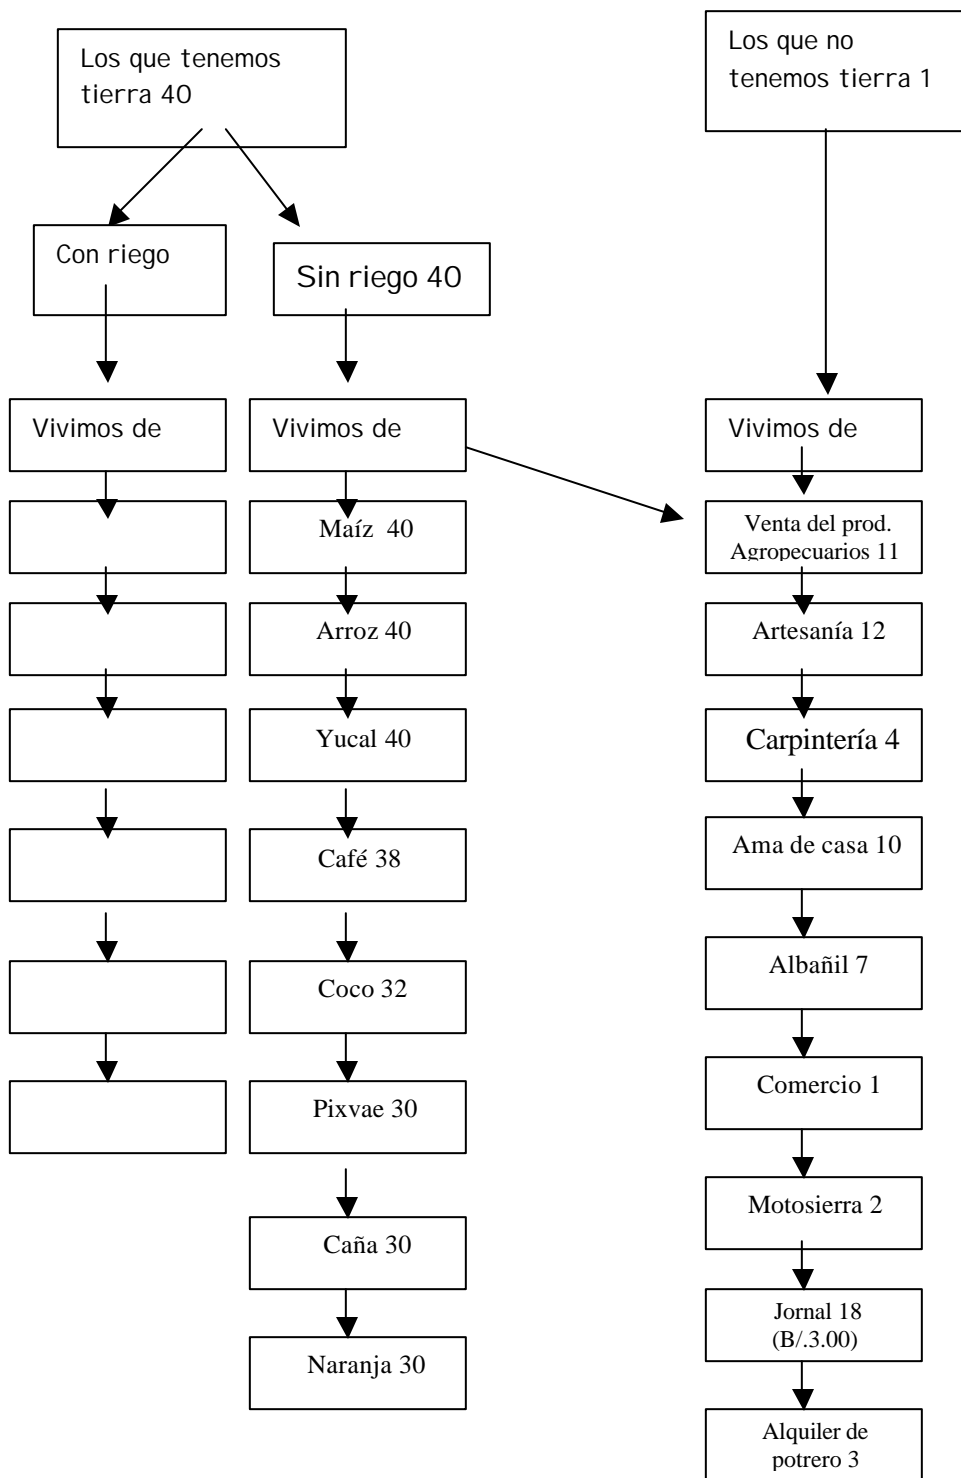 Los que tenemos
tierra 40
Los que no
tenemos tierra 1
Con riego
Sin riego 40
Vivimos de
Vivimos de
Vivimos de
Maíz 40
Arroz 40
Yucal 40
Café 38
Coco 32
Pixvae 30
Caña 30
Naranja 30
Venta del prod.
Agropecuarios 11
Artesanía 12
Carpintería 4
Ama de casa 10
Albañil 7
Comercio 1
Motosierra 2
Jornal 18
(B/.3.00)
Alquiler de
potrero 3